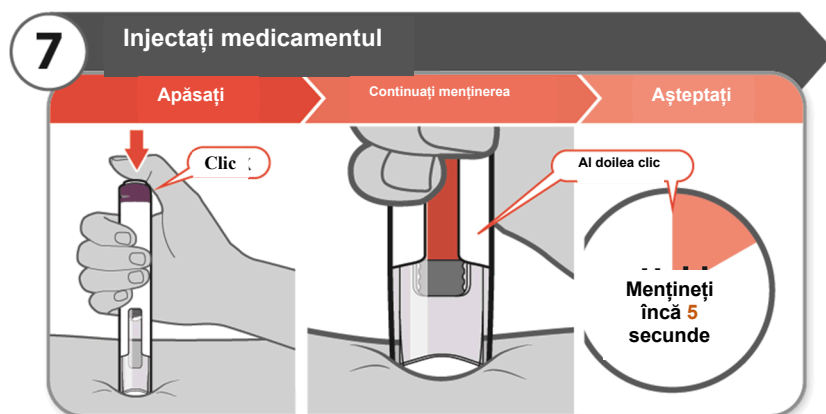 7
Injectați medicamentul
Apăsați
Continuați menținerea
Așteptați
Clic
Al doilea clic
Mențineți
încă 5
secunde